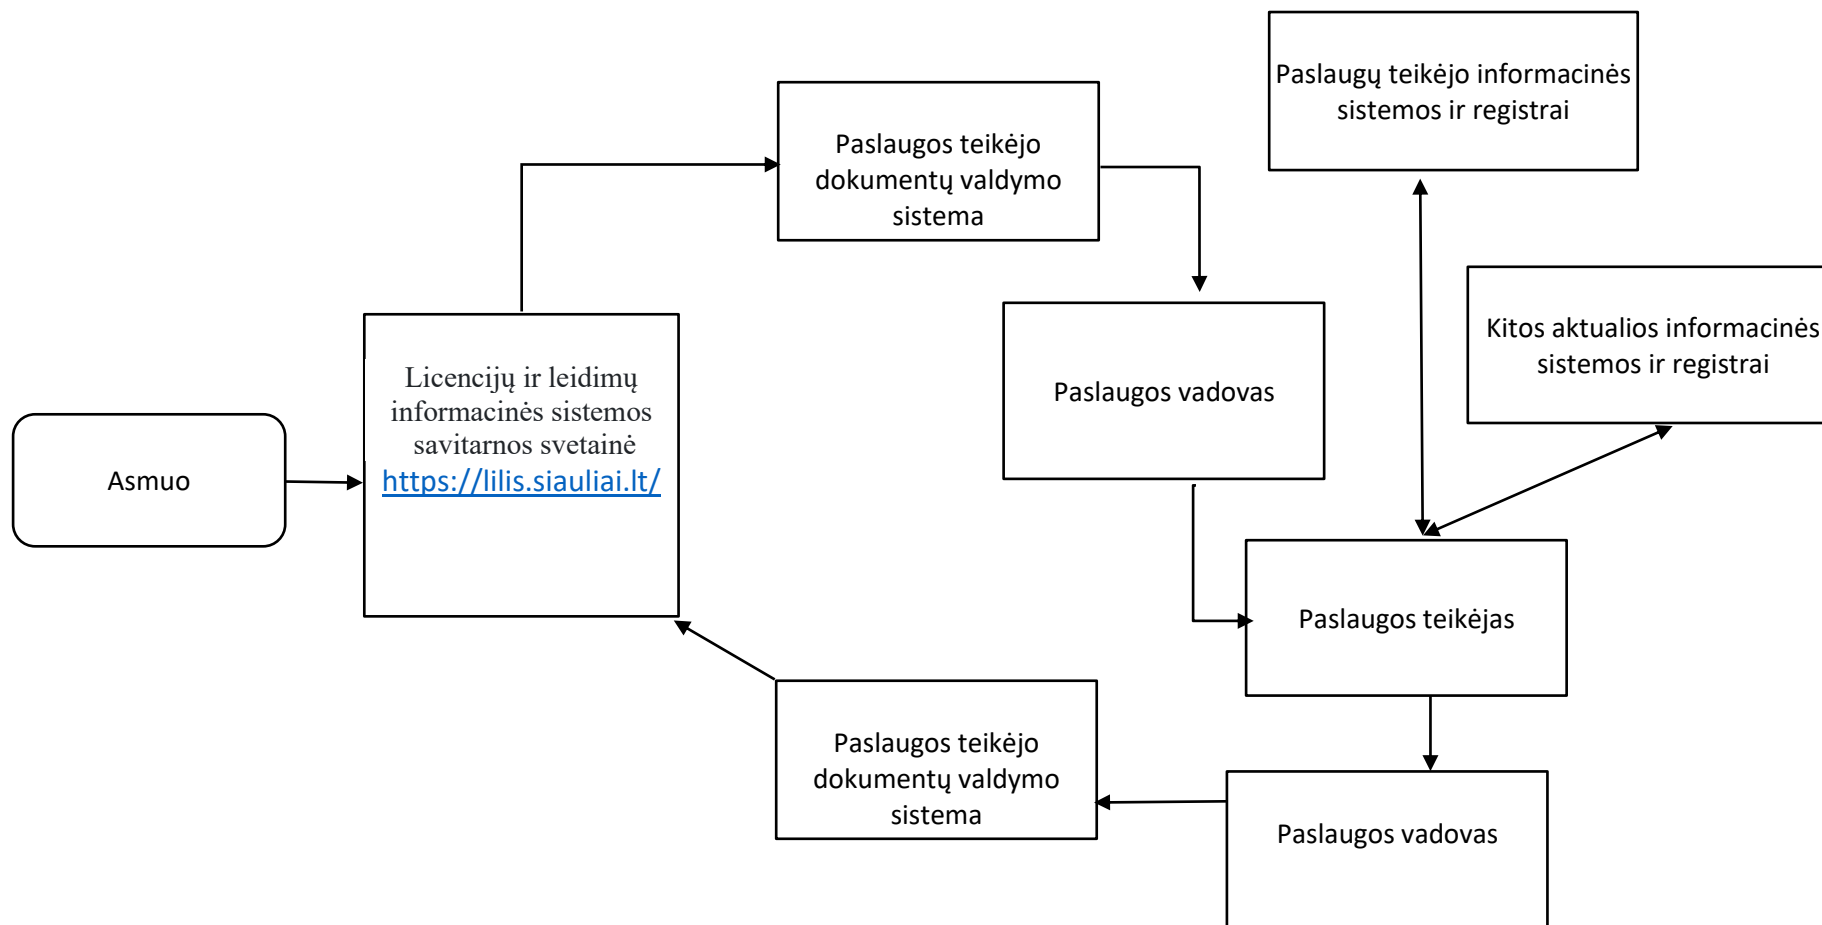 Paslaugų teikėjo informacinės
sistemos ir registrai
Paslaugos teikėjo
dokumentų valdymo
sistema
Kitos aktualios informacinės
sistemos ir registrai
Licencijų ir leidimų
informacinės sistemos
savitarnos svetainė
https://lilis.siauliai.lt/
Paslaugos vadovas
Asmuo
Paslaugos teikėjas
Paslaugos teikėjo
dokumentų valdymo
sistema
Paslaugos vadovas